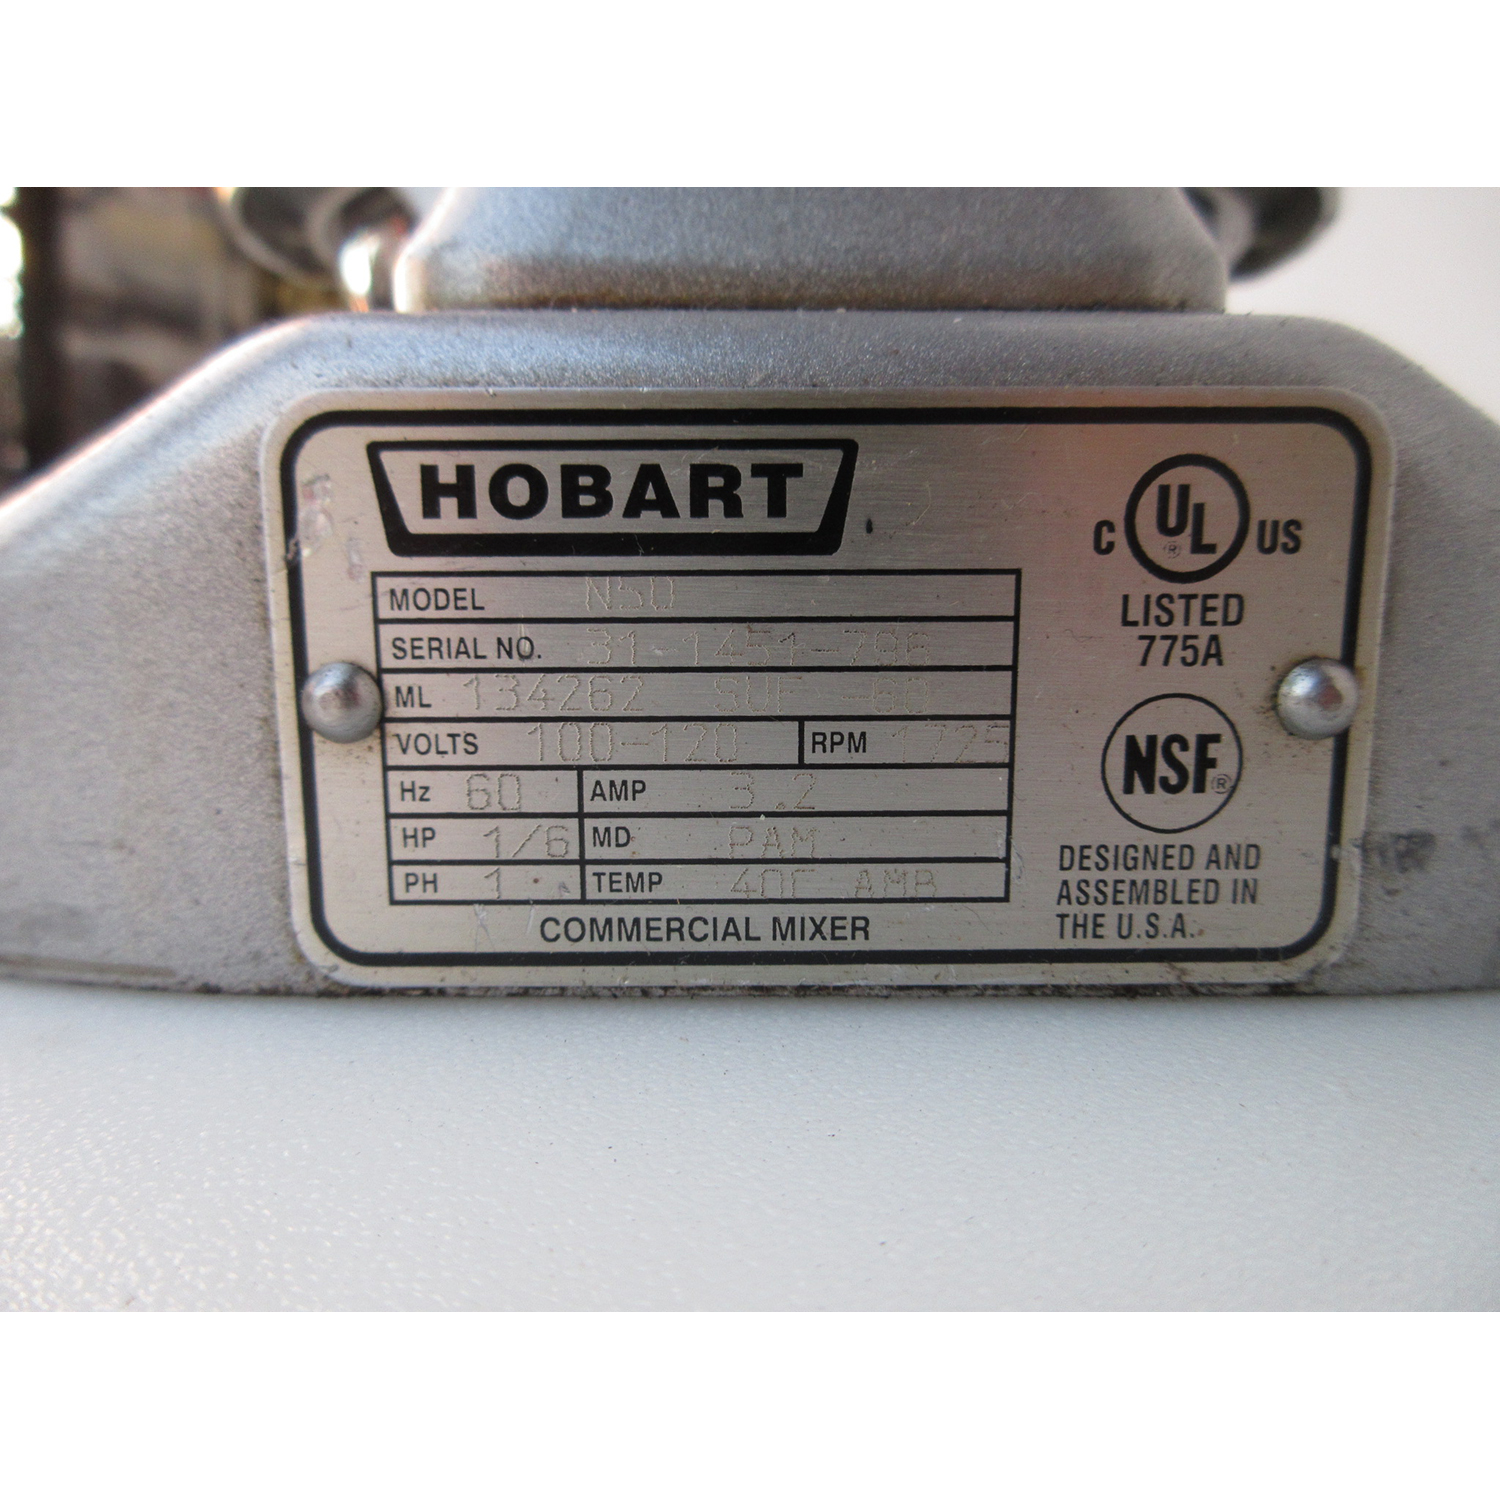 HOBART
MODEL N50
SERIAL NO. 31-1451-796
ML 134262 SUF -00
VOLTS 100-120 RPM 1725
Hz 60 AMP 3.2
HP 1/6 MD PAM
PH 1 TEMP 40C AMB
COMMERCIAL MIXER
C UL® US
LISTED
775A
NSF®
DESIGNED AND
ASSEMBLED IN
THE U.S.A.